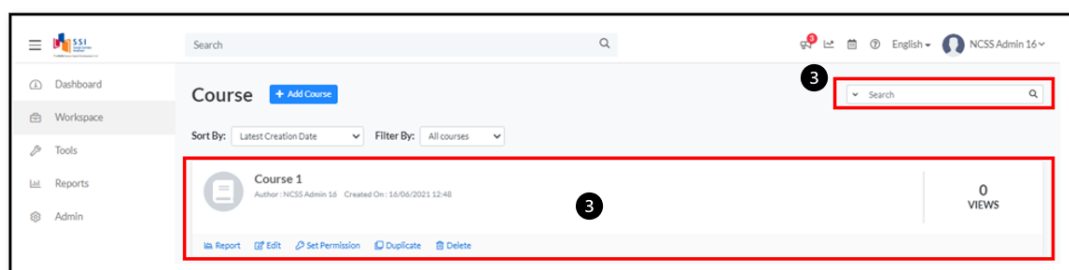 SSI
Search
3
English
NCSS Admin 16
Dashboard
Workspace
Tools
Reports
Admin
Course
+ Add Course
3
Search
Sort By: Latest Creation Date Filter By: All courses
Course 1
Author : NCSS Admin 16 Created On : 16/06/2021 12:48
3
0
VIEWS
Report Edit Set Permission Duplicate Delete